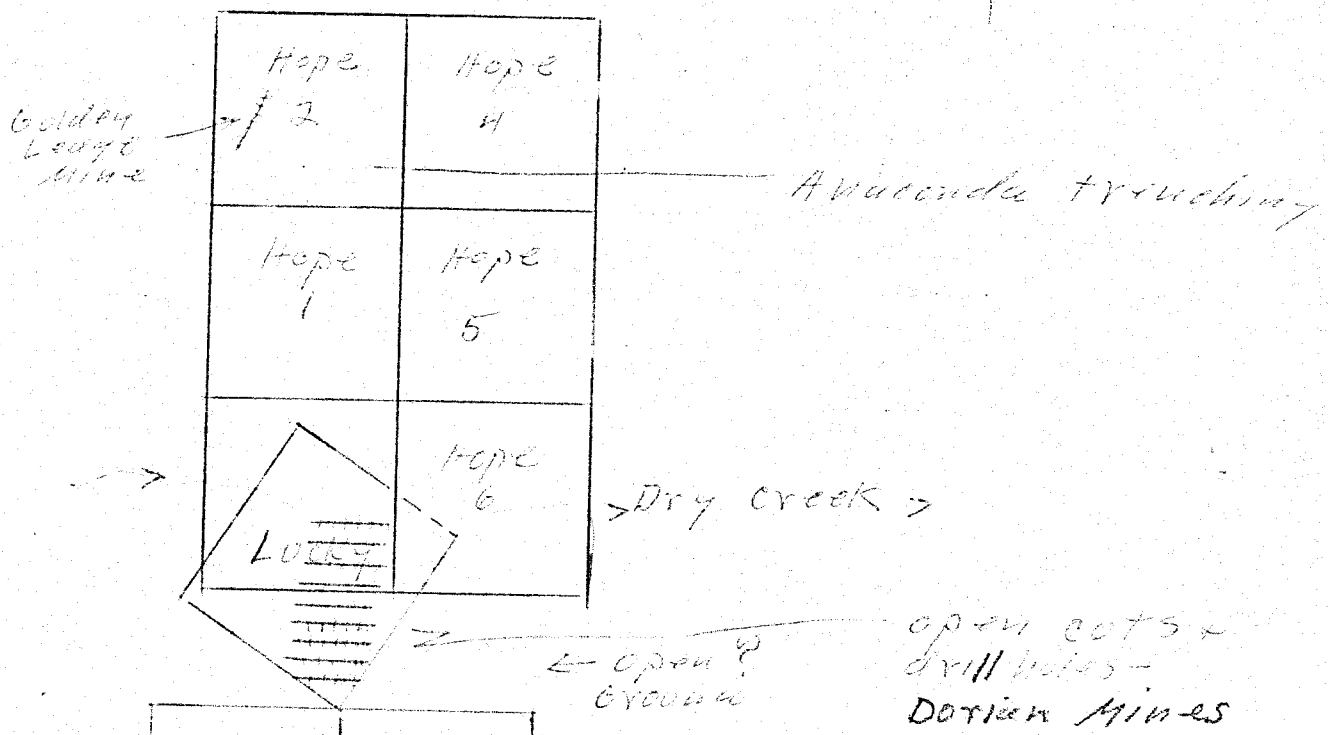 Hope
2
Hope
4
Golden
Ledge
Mine
Anaconda trenching
Hope
1
Hope
5
Hope
6
> Dry Creek >
Lucky
← open?
Ground
open cuts +
drill holes -
Dorian Mines